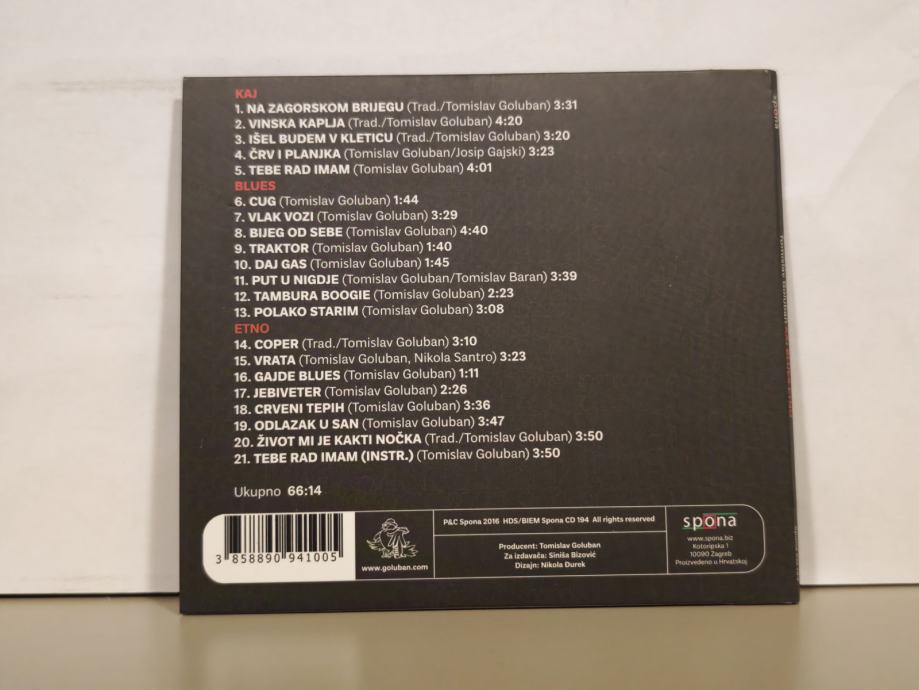 KAJ
1. NA ZAGORSKOM BRIJEGU (Trad./Tomislav Goluban) 3:31
2. VINSKA KAPLJA (Trad./Tomislav Goluban) 4:20
3. IŠEL BUDEM V KLETICU (Trad./Tomislav Goluban) 3:20
4. ČRV I PLANJKA (Tomislav Goluban/Josip Gajski) 3:23
5. TEBE RAD IMAM (Tomislav Goluban) 4:01
BLUES
6. CUG (Tomislav Goluban) 1:44
7. VLAK VOZI (Tomislav Goluban) 3:29
8. BIJEG OD SEBE (Tomislav Goluban) 4:40
9. TRAKTOR (Tomislav Goluban) 1:40
10. DAJ GAS (Tomislav Goluban) 1:45
11. PUT U NIGDJE (Tomislav Goluban/Tomislav Baran) 3:39
12. TAMBURA BOOGIE (Tomislav Goluban) 2:23
13. POLAKO STARIM (Tomislav Goluban) 3:08
ETNO
14. COPER (Trad./Tomislav Goluban) 3:10
15. VRATA (Tomislav Goluban, Nikola Santro) 3:23
16. GAJDE BLUES (Tomislav Goluban) 1:11
17. JEBIVETER (Tomislav Goluban) 2:26
18. CRVENI TEPIH (Tomislav Goluban) 3:36
19. ODLAZAK U SAN (Tomislav Goluban) 3:47
20. ŽIVOT MI JE KAKTI NOČKA (Trad./Tomislav Goluban) 3:50
21. TEBE RAD IMAM (INSTR.) (Tomislav Goluban) 3:50
Ukupno 66:14
3 858890 941005
www.goluban.com
P&C Spona 2016 HDS/BIEM Spona CD 194 All rights reserved
Producent: Tomislav Goluban
Za izdavača: Siniša Bizović
Dizajn: Nikola Đurek
spona
www.spona.biz
Kotoripska 1
10090 Zagreb
Proizvedeno u Hrvatskoj
spona